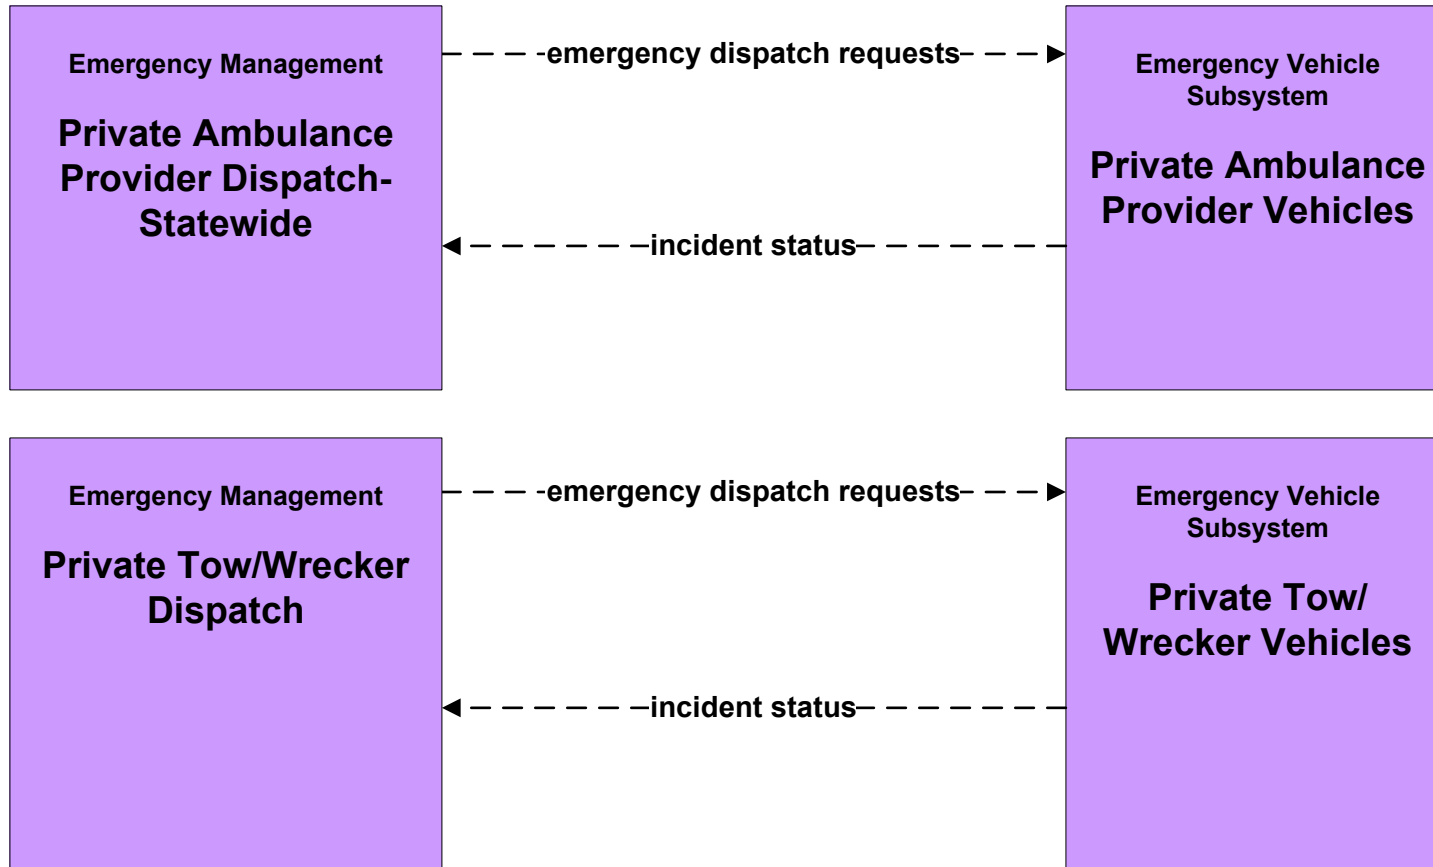 Emergency Management
Private Ambulance
Provider Dispatch-
Statewide
emergency dispatch requests
incident status
Emergency Vehicle
Subsystem
Private Ambulance
Provider Vehicles
Emergency Management
Private Tow/Wrecker
Dispatch
emergency dispatch requests
incident status
Emergency Vehicle
Subsystem
Private Tow/
Wrecker Vehicles